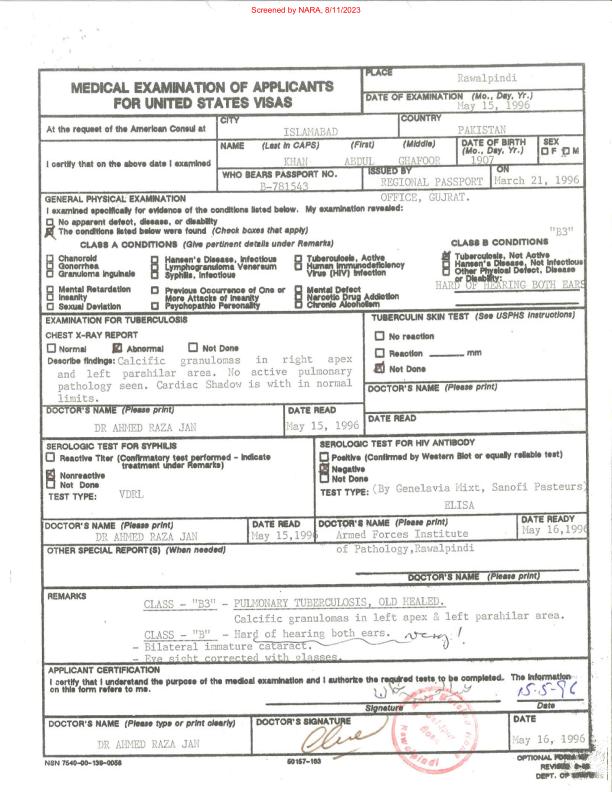 Screened by NARA, 8/11/2023
MEDICAL EXAMINATION OF APPLICANTS
FOR UNITED STATES VISAS
PLACE
Rawalpindi
DATE OF EXAMINATION (Mo., Day, Yr.)
May 15, 1996
At the request of the American Consul at
CITY
ISLAMABAD
COUNTRY
PAKISTAN
I certify that on the above date I examined
NAME (Last in CAPS) (First) (Middle)
KHAN ABDUL GHAFOOR
DATE OF BIRTH
(Mo., Day, Yr.)
1907
SEX
F M
WHO BEARS PASSPORT NO.
B-781543
ISSUED BY
REGIONAL PASSPORT
OFFICE, GUJRAT.
ON
March 21, 1996
GENERAL PHYSICAL EXAMINATION
I examined specifically for evidence of the conditions listed below. My examination revealed:
No apparent defect, disease, or disability
The conditions listed below were found (Check boxes that apply)
"B3"
CLASS A CONDITIONS (Give pertinent details under Remarks)
Chancroid
Gonorrhea
Granuloma Inguinale
Hansen's Disease, Infectious
Lymphogranuloma Venereum
Syphilis, Infectious
Tuberculosis, Active
Human Immunodeficiency
Virus (HIV) Infection
Mental Retardation
Insanity
Sexual Deviation
Previous Occurrence of One or
More Attacks of Insanity
Psychopathic Personality
Mental Defect
Narcotic Drug Addiction
Chronic Alcoholism
CLASS B CONDITIONS
Tuberculosis, Not Active
Hansen's Disease, Not Infectious
Other Physical Defect, Disease
or Disability:
HARD OF HEARING BOTH EARS
EXAMINATION FOR TUBERCULOSIS
CHEST X-RAY REPORT
Normal Abnormal Not Done
Describe findings: Calcific granulomas in right apex
and left parahilar area. No active pulmonary
pathology seen. Cardiac Shadow is with in normal
limits.
DOCTOR'S NAME (Please print)
DR AHMED RAZA JAN
DATE READ
May 15, 1996
TUBERCULIN SKIN TEST (See USPHS Instructions)
No reaction
Reaction mm
Not Done
DOCTOR'S NAME (Please print)
DATE READ
SEROLOGIC TEST FOR SYPHILIS
Reactive Titer (Confirmatory test performed - Indicate
treatment under Remarks)
Nonreactive
Not Done
TEST TYPE: VDRL
DOCTOR'S NAME (Please print)
DR AHMED RAZA JAN
DATE READ
May 15,1996
SEROLOGIC TEST FOR HIV ANTIBODY
Positive (Confirmed by Western Blot or equally reliable test)
Negative
Not Done
TEST TYPE: (By Genelavia Mixt, Sanofi Pasteurs)
ELISA
DOCTOR'S NAME (Please print)
Armed Forces Institute
of Pathology,Rawalpindi
DATE READY
May 16,1996
OTHER SPECIAL REPORT(S) (When needed)
DOCTOR'S NAME (Please print)
REMARKS
CLASS - "B3" - PULMONARY TUBERCULOSIS, OLD HEALED.
Calcific granulomas in left apex & left parahilar area.
CLASS - "B" - Hard of hearing both ears. very!
- Bilateral immature cataract.
- Eye sight corrected with glasses.
APPLICANT CERTIFICATION
I certify that I understand the purpose of the medical examination and I authorize the required tests to be completed. The information
on this form refers to me.
15-5-96
Signature
Date
DOCTOR'S NAME (Please type or print clearly)
DR AHMED RAZA JAN
DOCTOR'S SIGNATURE
DATE
May 16, 1996
Rawalpindi
NSN 7540-00-139-0056
50157-103
OPTIONAL FORM
DEPT. OF STATE